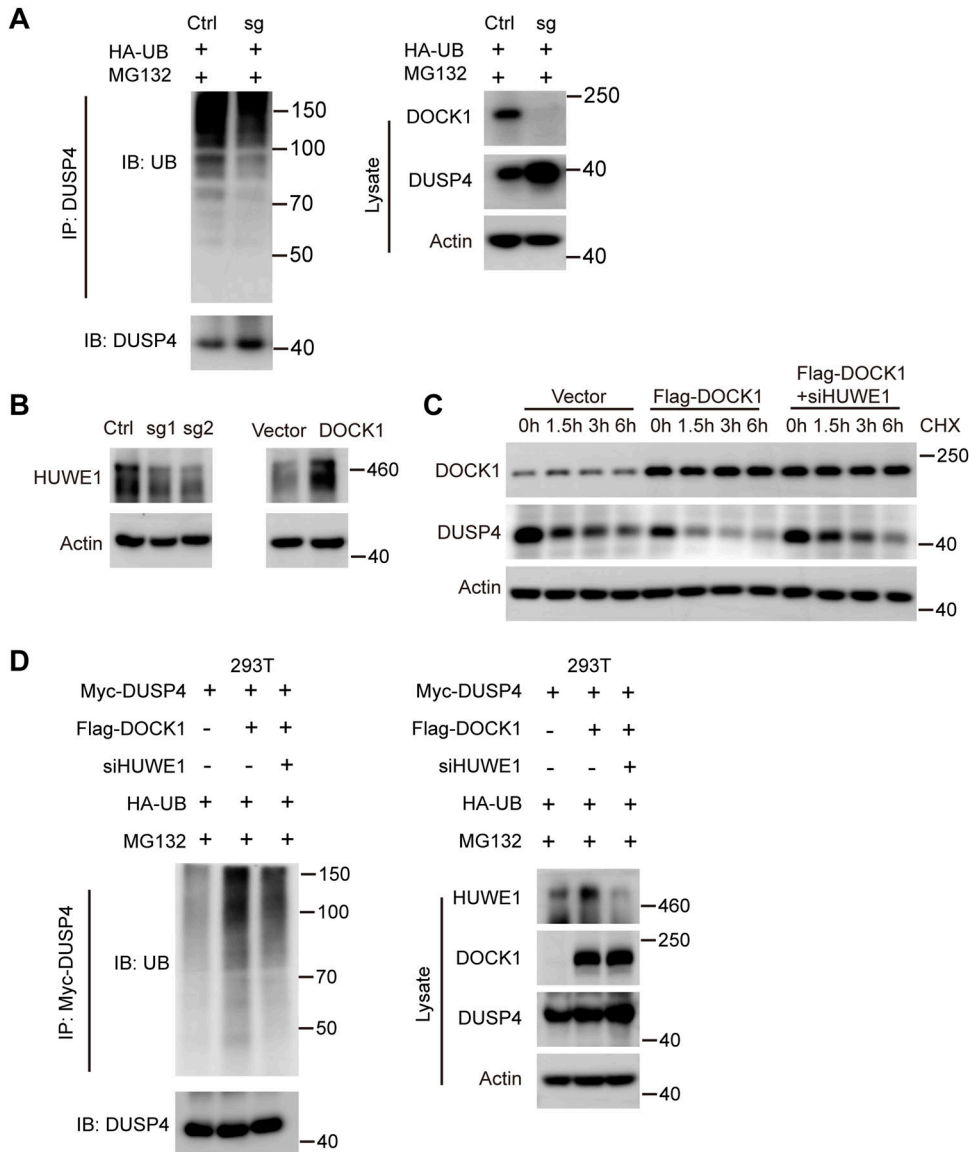 A
Ctrl sg
HA-UB + +
MG132 + +
IP: DUSP4
IB: UB
150
100
70
50
IB: DUSP4
40
Ctrl sg
HA-UB + +
MG132 + +
Lysate
DOCK1
250
DUSP4
40
Actin
40
B
Ctrl sg1 sg2
HUWE1
Actin
Vector DOCK1
460
40
C
Vector
Flag-DOCK1
Flag-DOCK1
+siHUWE1
0h 1.5h 3h 6h 0h 1.5h 3h 6h 0h 1.5h 3h 6h CHX
DOCK1
250
DUSP4
40
Actin
40
D
293T
Myc-DUSP4 + + +
Flag-DOCK1 - + +
siHUWE1 - - +
HA-UB + + +
MG132 + + +
IP: Myc-DUSP4
IB: UB
150
100
70
50
IB: DUSP4
40
293T
Myc-DUSP4 + + +
Flag-DOCK1 - + +
siHUWE1 - - +
HA-UB + + +
MG132 + + +
Lysate
HUWE1
460
DOCK1
250
DUSP4
40
Actin
40